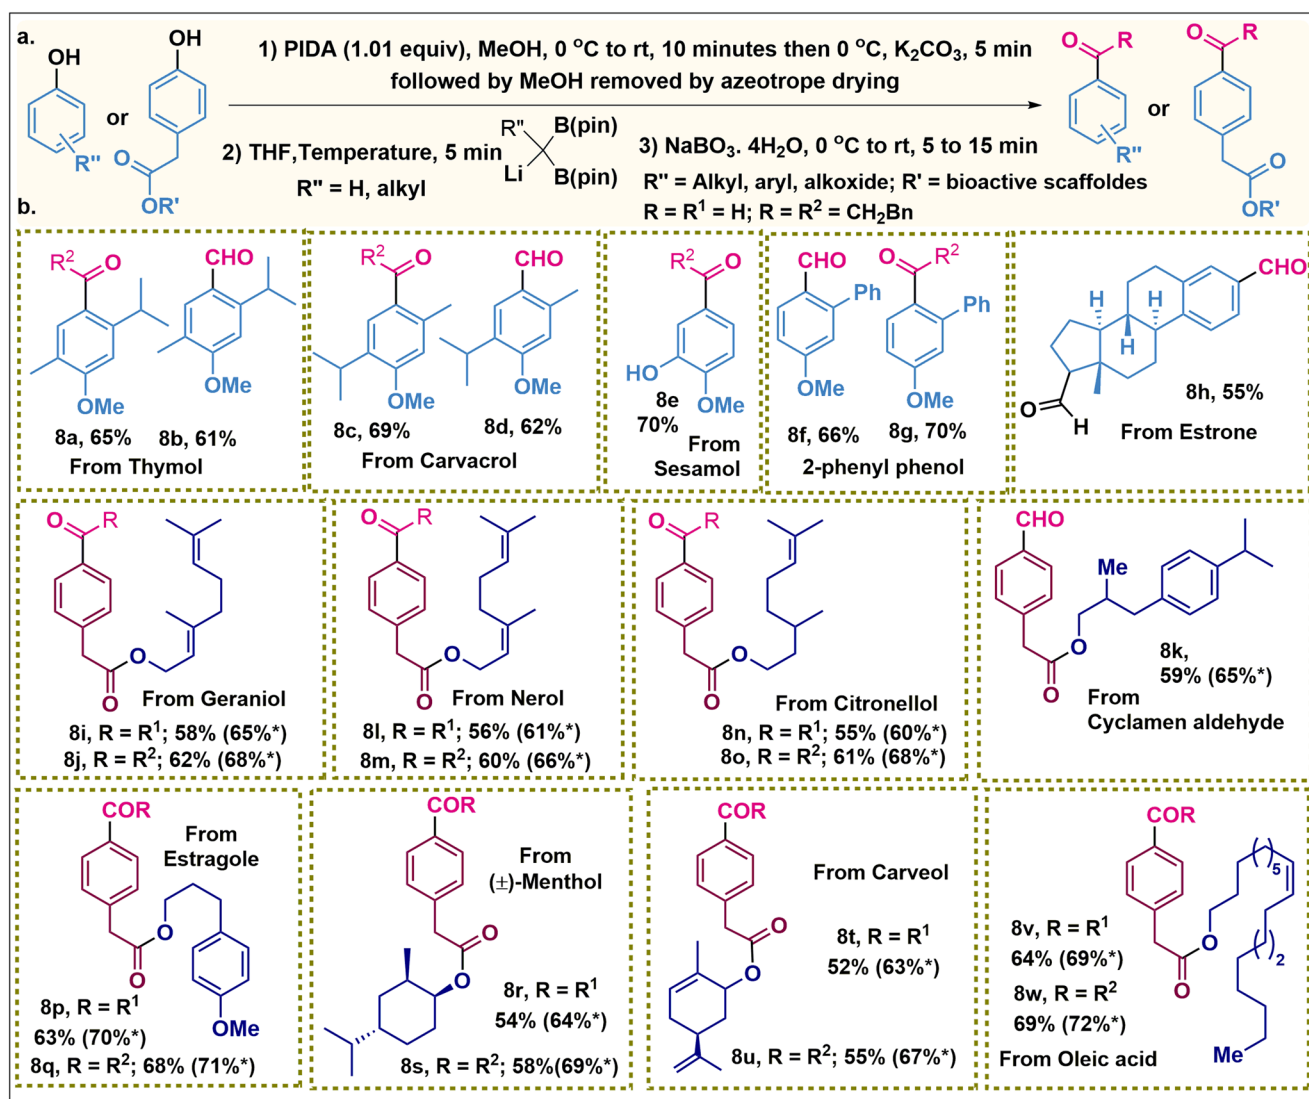 a.
OH
or
R"
OH
O
OR'
1) PIDA (1.01 equiv), MeOH, 0 °C to rt, 10 minutes then 0 °C, K₂CO₃, 5 min
followed by MeOH removed by azeotrope drying
2) THF,Temperature, 5 min
R" = H, alkyl
R"
B(pin)
Li
B(pin)
3) NaBO₃. 4H₂O, 0 °C to rt, 5 to 15 min
R" = Alkyl, aryl, alkoxide; R' = bioactive scaffoldes
R = R¹ = H; R = R² = CH₂Bn
O R
R"
or
O R
O
OR'
b.
R² O
OMe
CHO
OMe
8a, 65% 8b, 61%
From Thymol
R² O
OMe
CHO
OMe
8c, 69% 8d, 62%
From Carvacrol
R² O
HO
OMe
8e
70%
From
Sesamol
CHO
Ph
OMe
O R²
Ph
OMe
8f, 66% 8g, 70%
2-phenyl phenol
CHO
H H
H
O
H
8h, 55%
From Estrone
O R
O
O
From Geraniol
8i, R = R¹; 58% (65%*)
8j, R = R²; 62% (68%*)
O R
O
O
From Nerol
8l, R = R¹; 56% (61%*)
8m, R = R²; 60% (66%*)
O R
O
O
From Citronellol
8n, R = R¹; 55% (60%*)
8o, R = R²; 61% (68%*)
CHO
Me
O
O
8k,
59% (65%*)
From
Cyclamen aldehyde
COR
From
Estragole
O
O
OMe
8p, R = R¹
63% (70%*)
8q, R = R²; 68% (71%*)
COR
From
(±)-Menthol
O
O
8r, R = R¹
54% (64%*)
8s, R = R²; 58%(69%*)
COR
From Carveol
O
O
8t, R = R¹
52% (63%*)
8u, R = R²; 55% (67%*)
COR
( )5
O
O
( )2
Me
8v, R = R¹
64% (69%*)
8w, R = R²
69% (72%*)
From Oleic acid